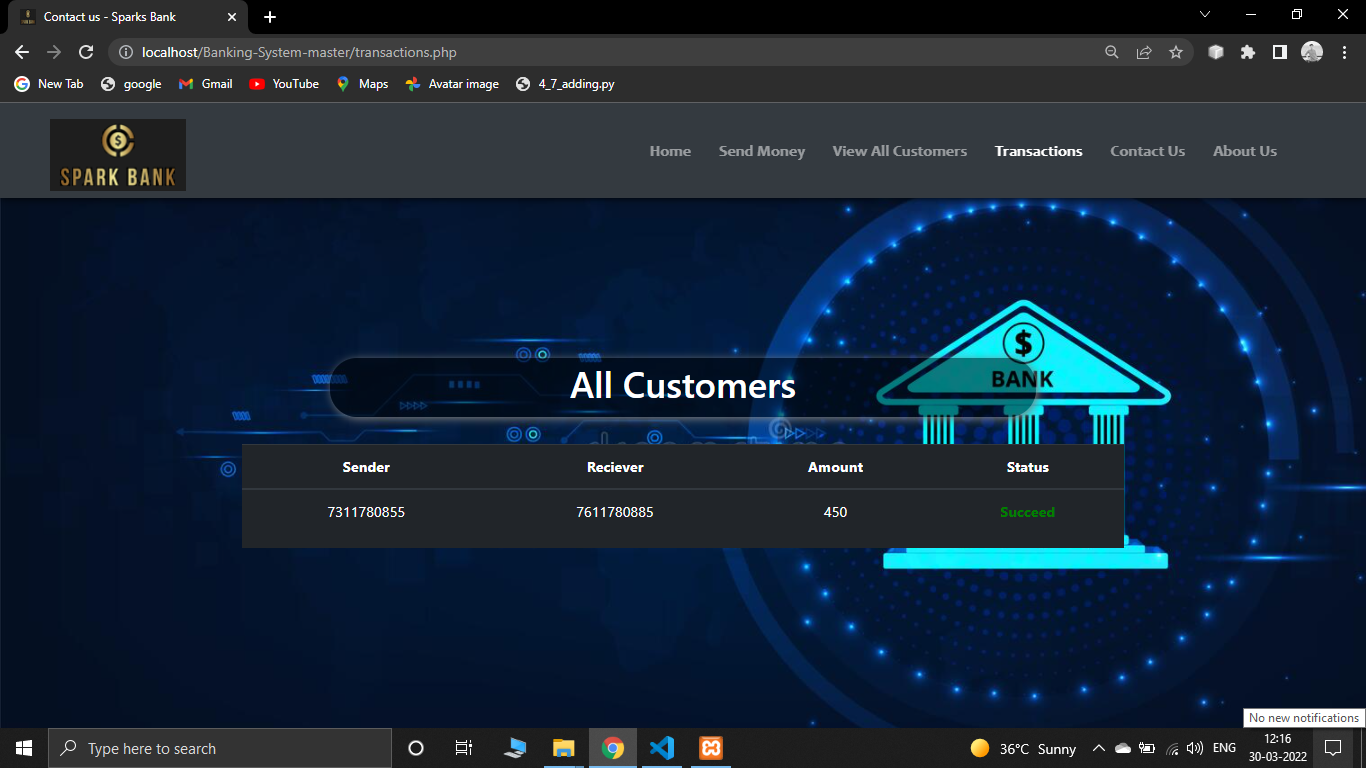 Contact us - Sparks Bank
localhost/Banking-System-master/transactions.php
New Tab google Gmail YouTube Maps Avatar image 4_7_adding.py
$
SPARK BANK
Home Send Money View All Customers Transactions Contact Us About Us
$
BANK
All Customers
Sender Reciever Amount Status
7311780855 7611780885 450 Succeed
No new notifications
Type here to search
36°C Sunny
ENG
12:16
30-03-2022